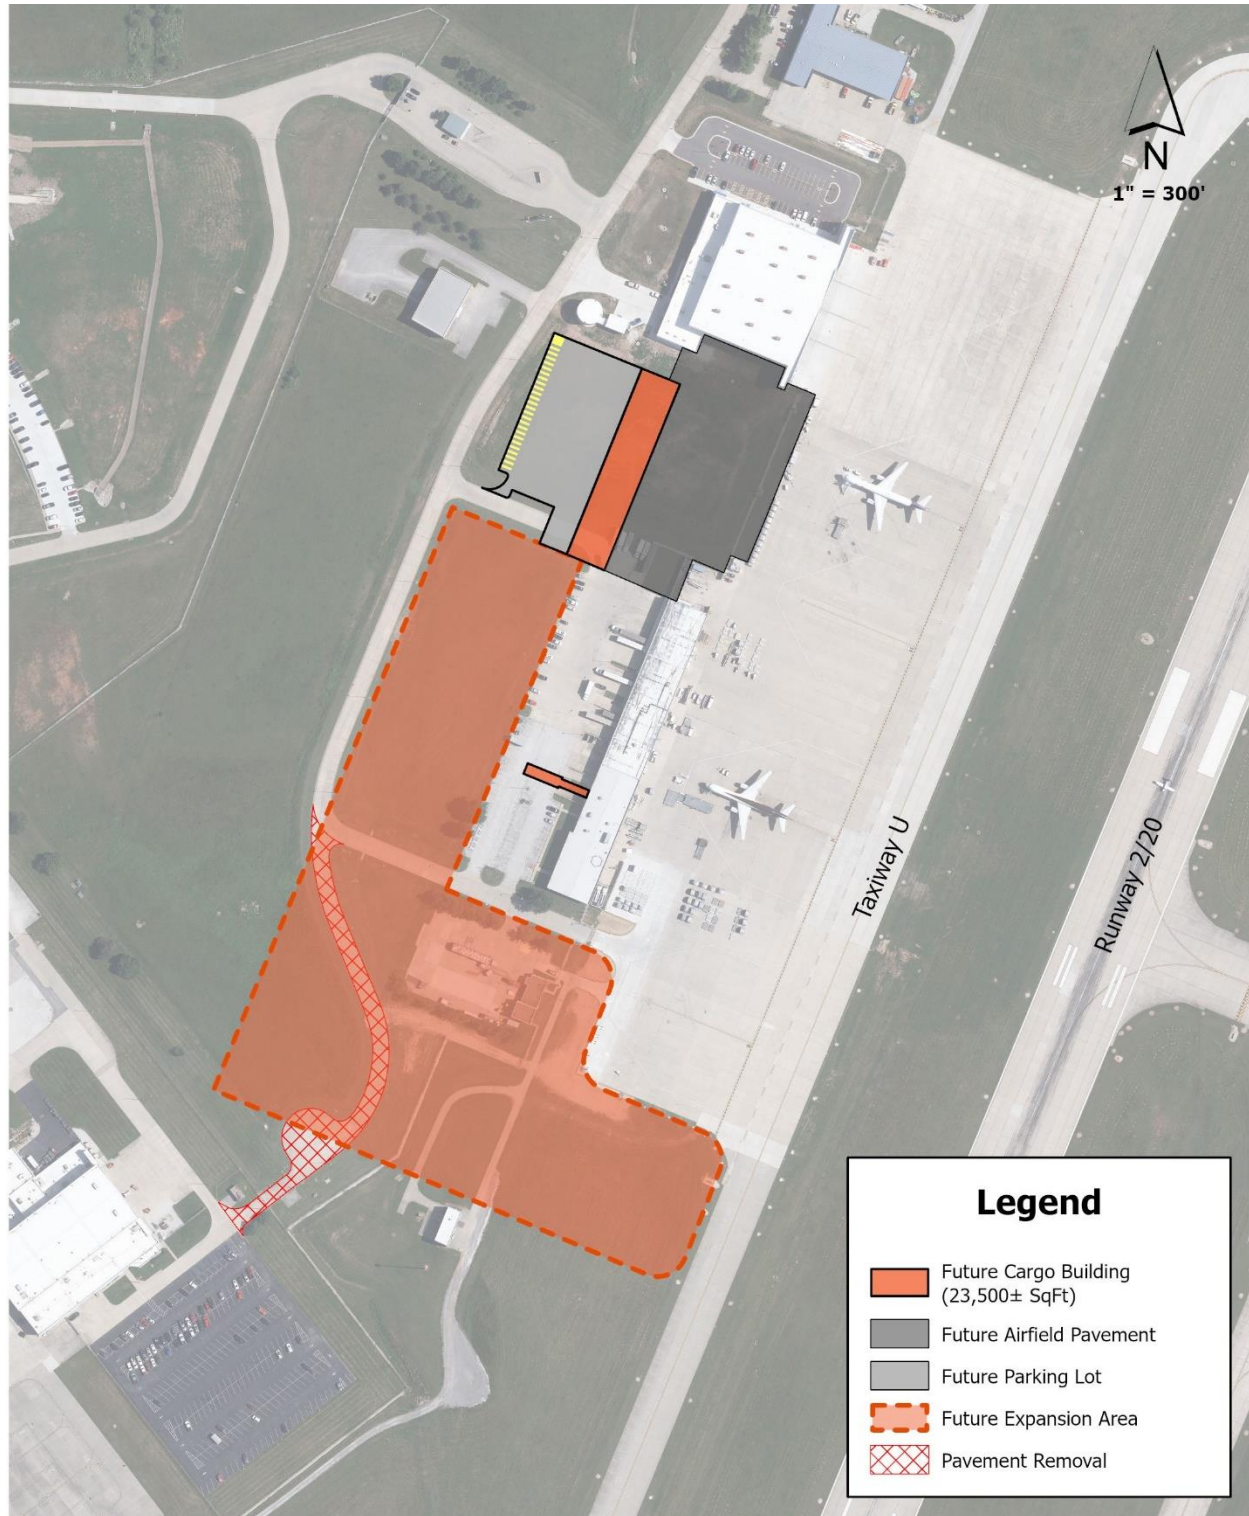 N
1" = 300'
Taxiway U
Runway 2/20
Legend
Future Cargo Building
(23,500± SqFt)
Future Airfield Pavement
Future Parking Lot
Future Expansion Area
Pavement Removal